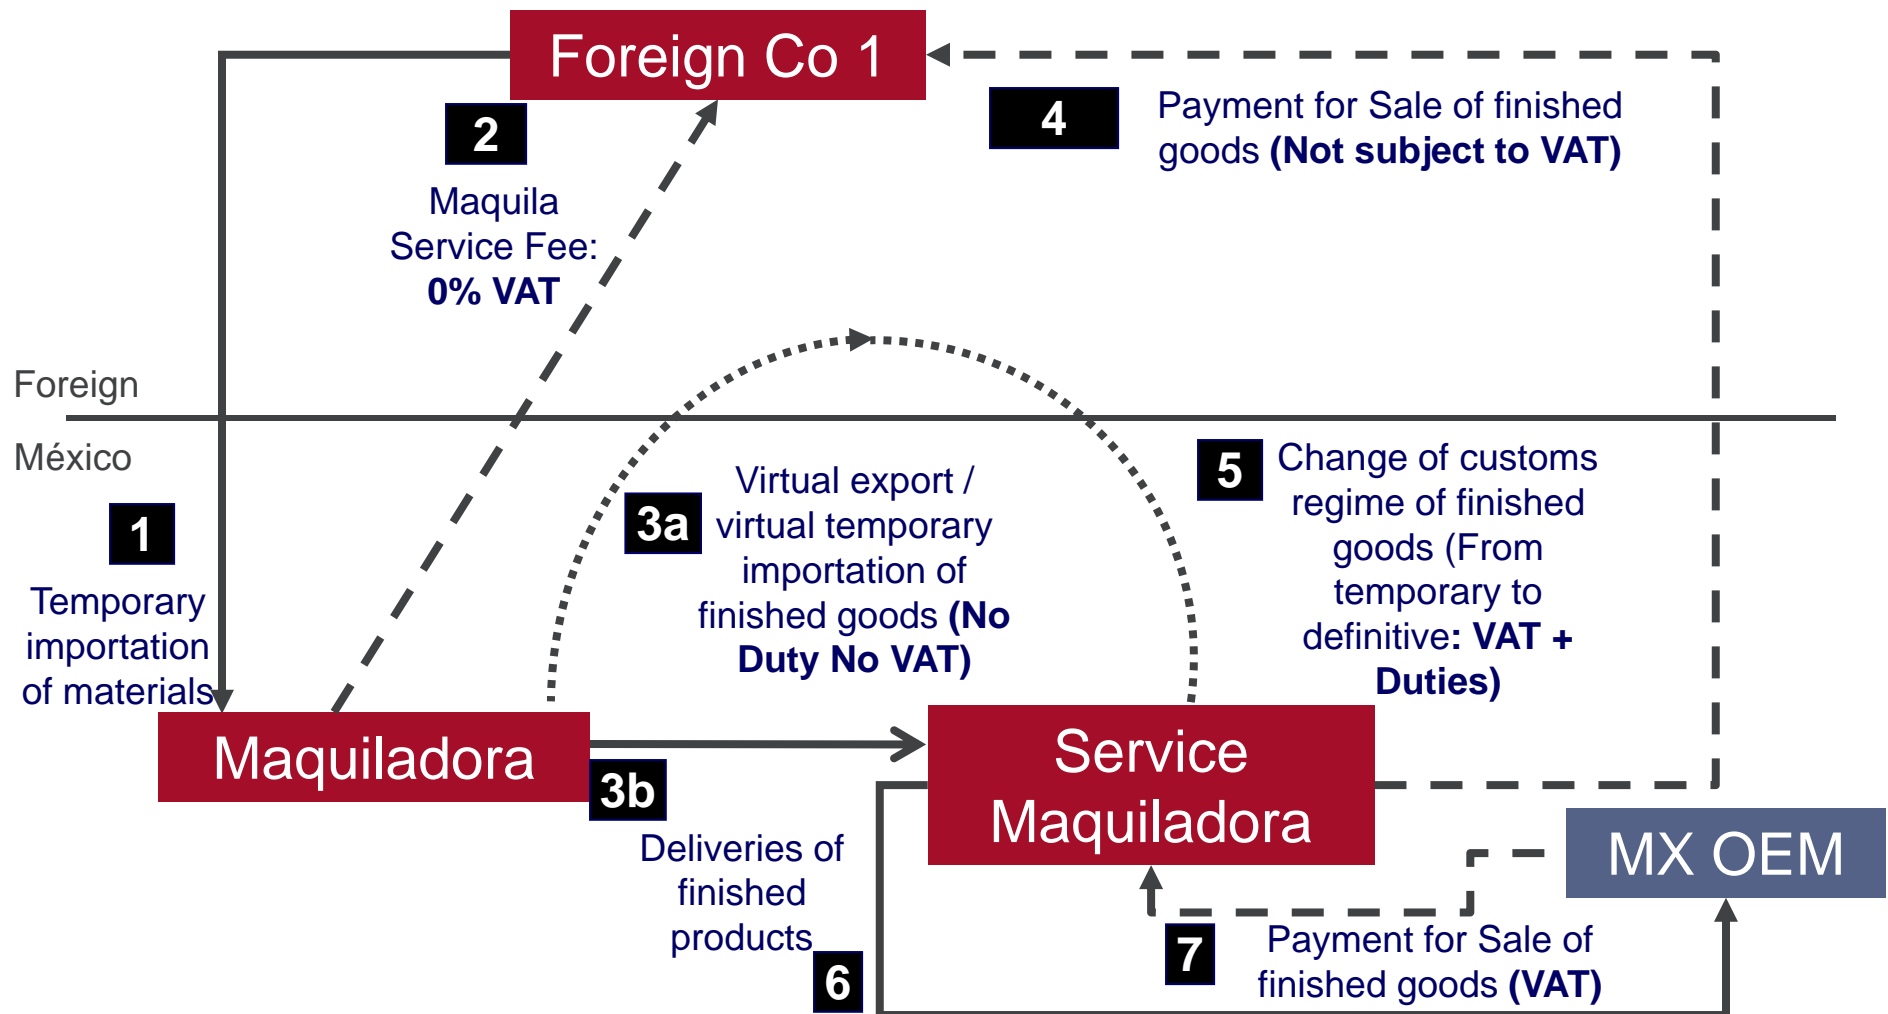 Foreign Co 1
2
Maquila
Service Fee:
0% VAT
4
Payment for Sale of finished
goods (Not subject to VAT)
Foreign
México
1
Temporary
importation
of materials
3a
Virtual export /
virtual temporary
importation of
finished goods (No
Duty No VAT)
5
Change of customs
regime of finished
goods (From
temporary to
definitive: VAT +
Duties)
Maquiladora
3b
Deliveries of
finished
products
Service
Maquiladora
MX OEM
6
7
Payment for Sale of
finished goods (VAT)